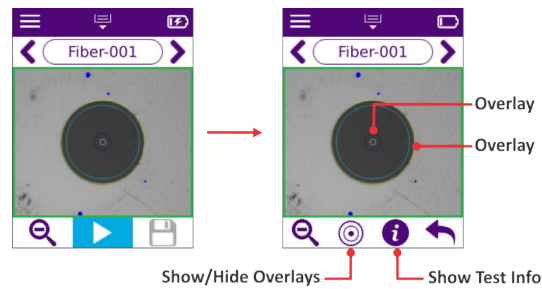 Fiber-001
Fiber-001
Overlay
Overlay
i
Show/Hide Overlays
Show Test Info